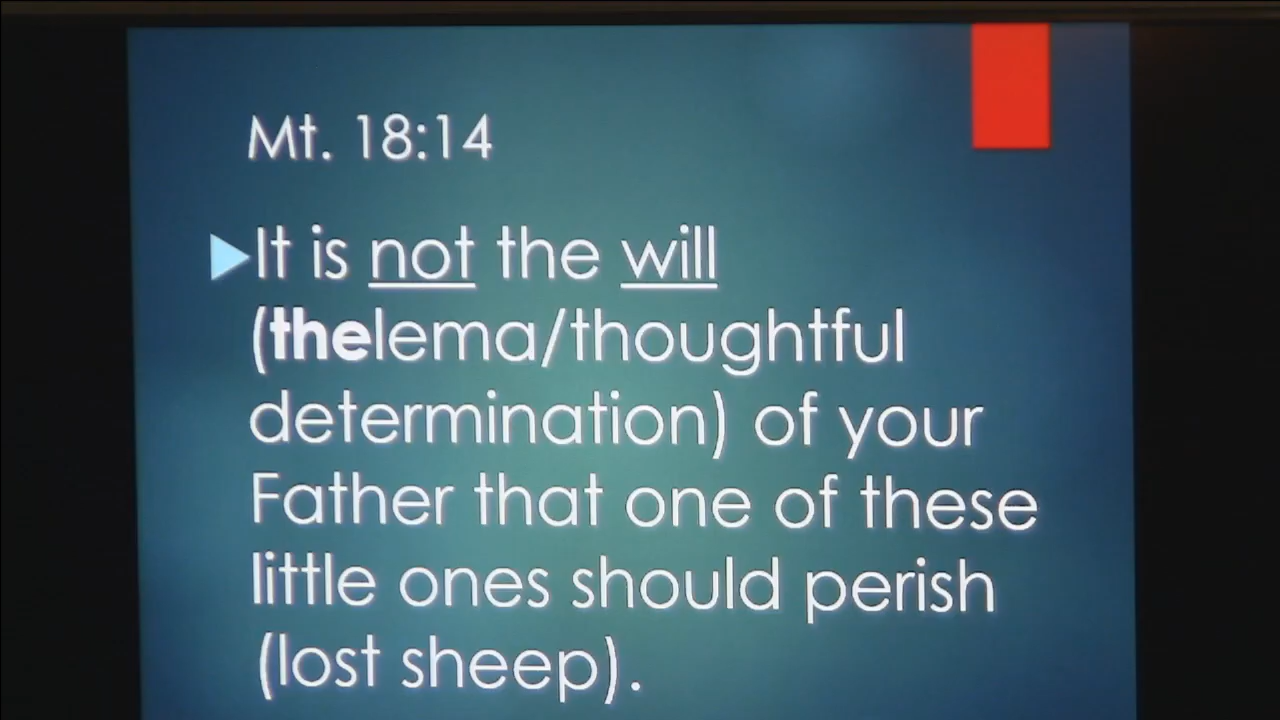 Mt. 18:14
It is not the will
(thelema/thoughtful
determination) of your
Father that one of these
little ones should perish
(lost sheep).